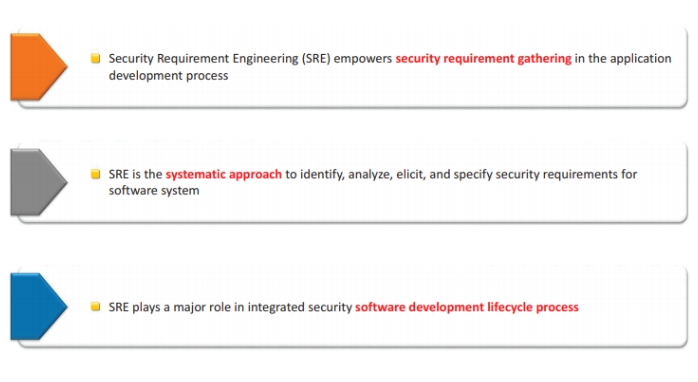 Security Requirement Engineering (SRE) empowers security requirement gathering in the application
development process
SRE is the systematic approach to identify, analyze, elicit, and specify security requirements for
software system
SRE plays a major role in integrated security software development lifecycle process